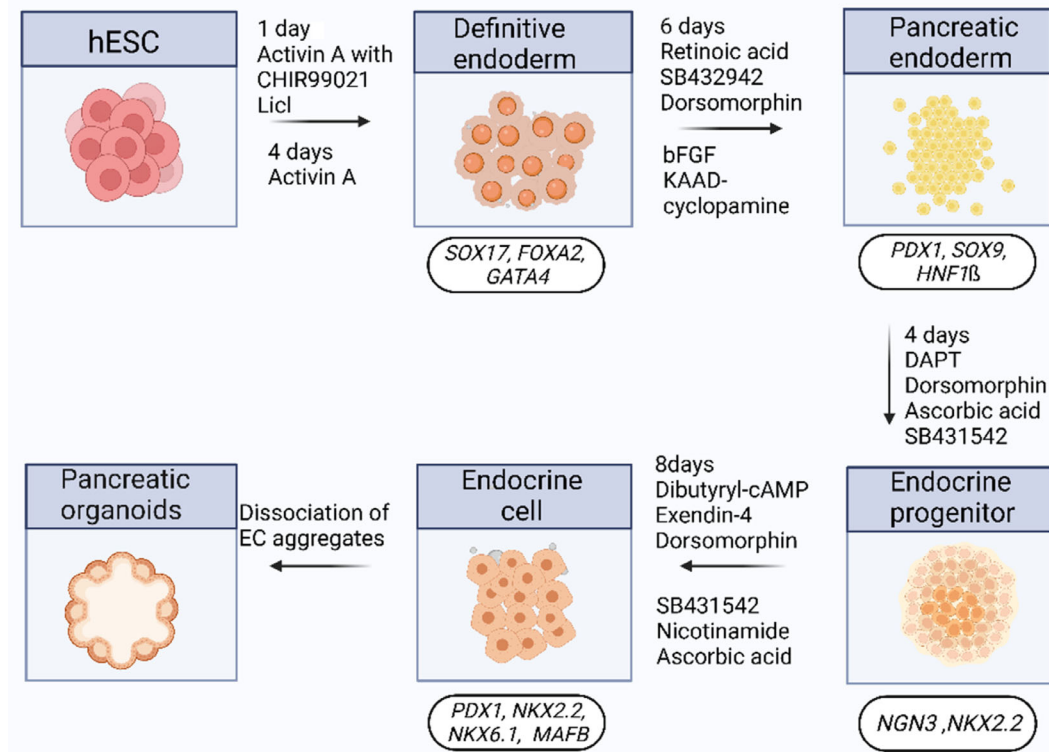 hESC
1 day
Activin A with
CHIR99021
Licl
4 days
Activin A
Definitive
endoderm
SOX17, FOXA2,
GATA4
6 days
Retinoic acid
SB432942
Dorsomorphin
bFGF
KAAD-
cyclopamine
Pancreatic
endoderm
PDX1, SOX9,
HNF1ß
4 days
DAPT
Dorsomorphin
Ascorbic acid
SB431542
Endocrine
progenitor
NGN3 ,NKX2.2
8days
Dibutyryl-cAMP
Exendin-4
Dorsomorphin
SB431542
Nicotinamide
Ascorbic acid
Endocrine
cell
PDX1, NKX2.2,
NKX6.1, MAFB
Dissociation of
EC aggregates
Pancreatic
organoids